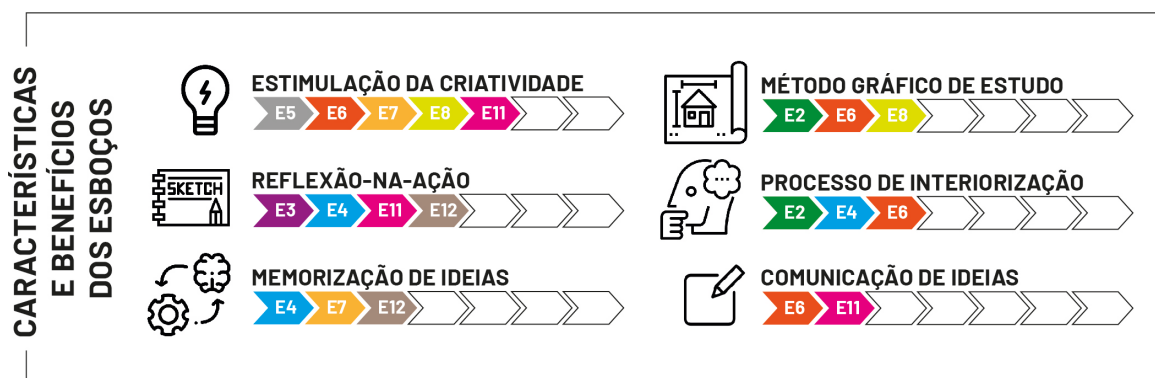 CARACTERÍSTICAS
E BENEFÍCIOS
DOS ESBOÇOS
ESTIMULAÇÃO DA CRIATIVIDADE
E5 E6 E7 E8 E11
SKETCH
REFLEXÃO-NA-AÇÃO
E3 E4 E11 E12
MEMORIZAÇÃO DE IDEIAS
E4 E7 E12
MÉTODO GRÁFICO DE ESTUDO
E2 E6 E8
PROCESSO DE INTERIORIZAÇÃO
E2 E4 E6
COMUNICAÇÃO DE IDEIAS
E6 E11